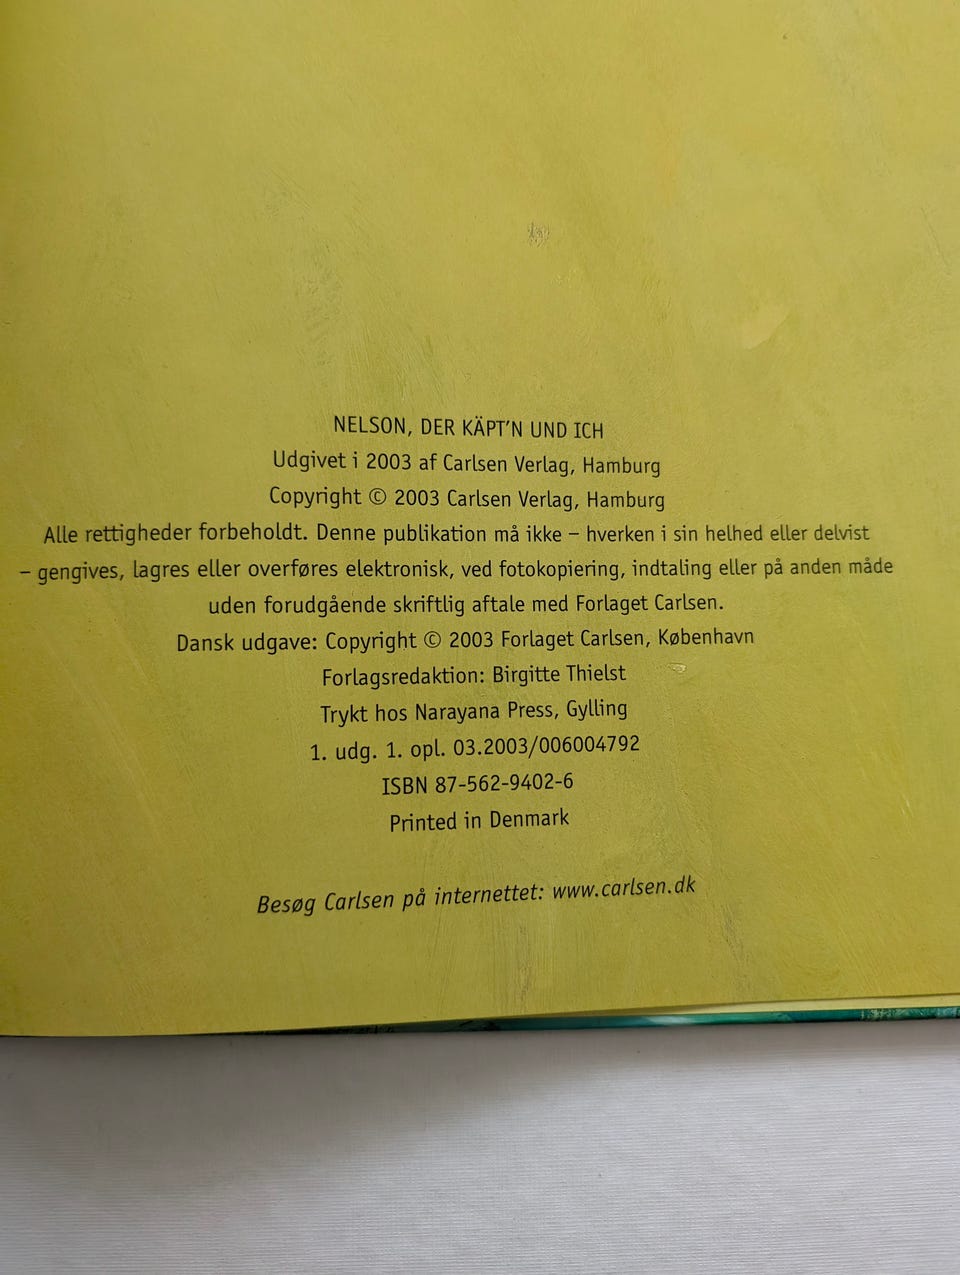 NELSON, DER KÄPT'N UND ICH
Udgivet i 2003 af Carlsen Verlag, Hamburg
Copyright © 2003 Carlsen Verlag, Hamburg
Alle rettigheder forbeholdt. Denne publikation må ikke – hverken i sin helhed eller delvist
– gengives, lagres eller overføres elektronisk, ved fotokopiering, indtaling eller på anden måde
uden forudgående skriftlig aftale med Forlaget Carlsen.
Dansk udgave: Copyright © 2003 Forlaget Carlsen, København
Forlagsredaktion: Birgitte Thielst
Trykt hos Narayana Press, Gylling
1. udg. 1. opl. 03.2003/006004792
ISBN 87-562-9402-6
Printed in Denmark
Besøg Carlsen på internettet: www.carlsen.dk